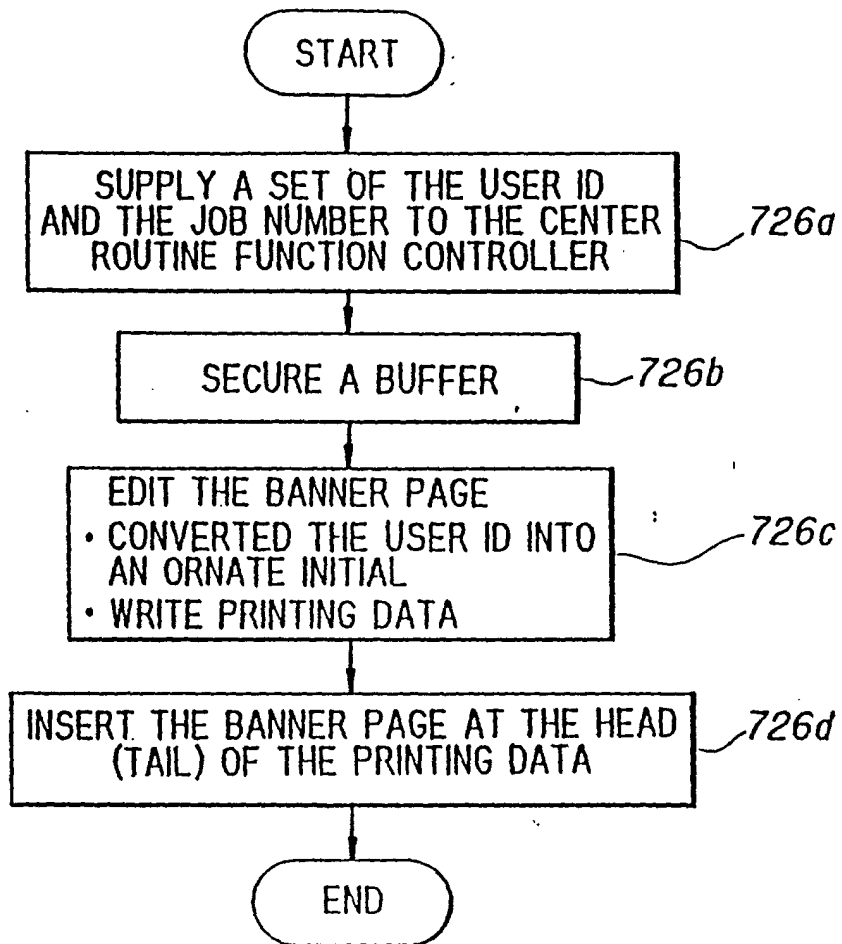 START
SUPPLY A SET OF THE USER ID
AND THE JOB NUMBER TO THE CENTER
ROUTINE FUNCTION CONTROLLER
726a
SECURE A BUFFER
726b
EDIT THE BANNER PAGE
• CONVERTED THE USER ID INTO
AN ORNATE INITIAL
• WRITE PRINTING DATA
726c
INSERT THE BANNER PAGE AT THE HEAD
(TAIL) OF THE PRINTING DATA
726d
END